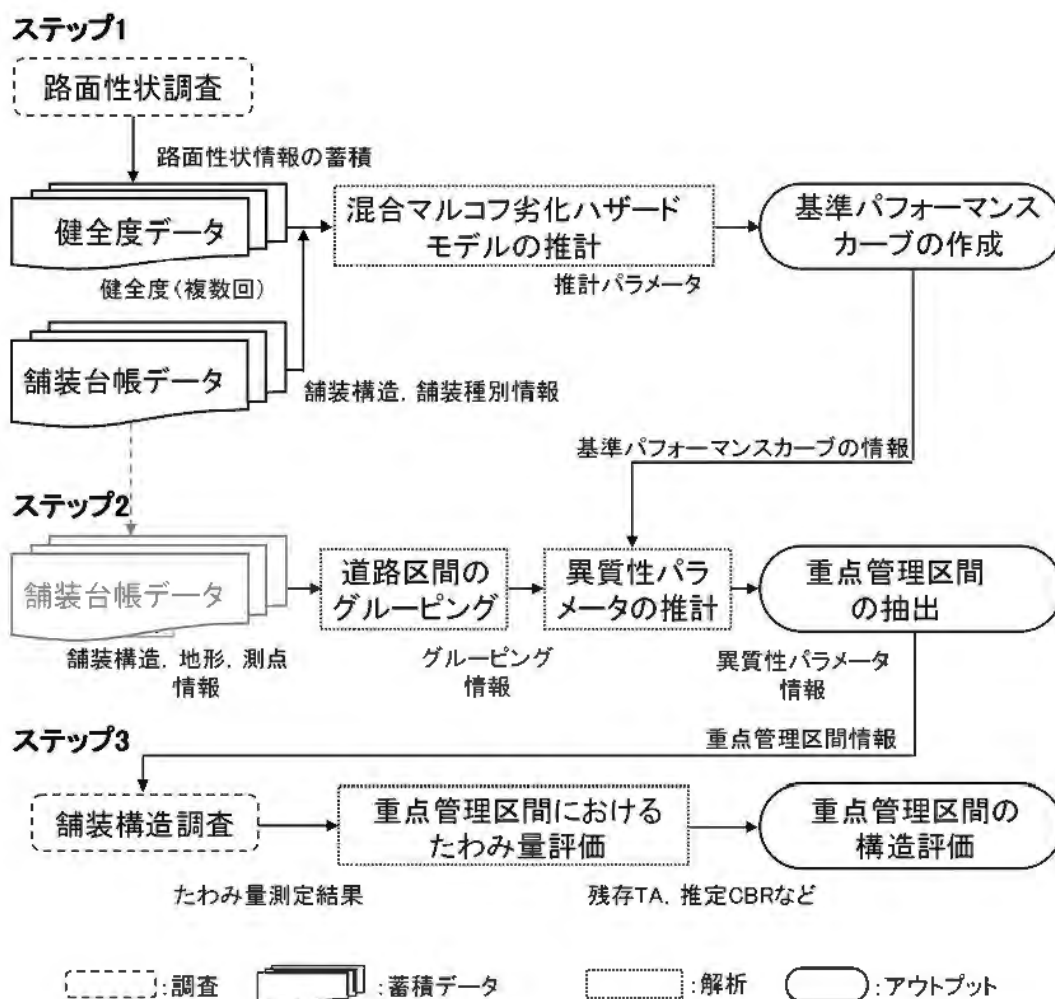 ステップ1
路面性状調査
路面性状情報の蓄積
健全度データ
混合マルコフ劣化ハザード
モデルの推計
基準パフォーマンス
カーブの作成
健全度(複数回)
推計パラメータ
舗装台帳データ
舗装構造, 舗装種別情報
基準パフォーマンスカーブの情報
ステップ2
舗装台帳データ
道路区間の
グルーピング
異質性パラ
メータの推計
重点管理区間
の抽出
舗装構造, 地形, 測点
情報
グルーピング
情報
異質性パラメータ
情報
ステップ3
重点管理区間情報
舗装構造調査
重点管理区間における
たわみ量評価
重点管理区間の
構造評価
たわみ量測定結果
残存TA, 推定CBRなど
:調査
:蓄積データ
:解析
:アウトプット